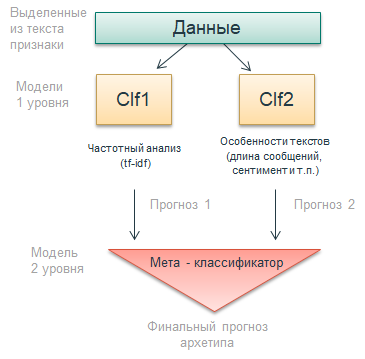 Выделенные
из текста
признаки
Данные
Модели
1 уровня
Clf1
Clf2
Частотный анализ
(tf-idf)
Особенности текстов
(длина сообщений,
сентимент и т.п.)
Прогноз 1
Прогноз 2
Модель
2 уровня
Мета - классификатор
Финальный прогноз
архетипа